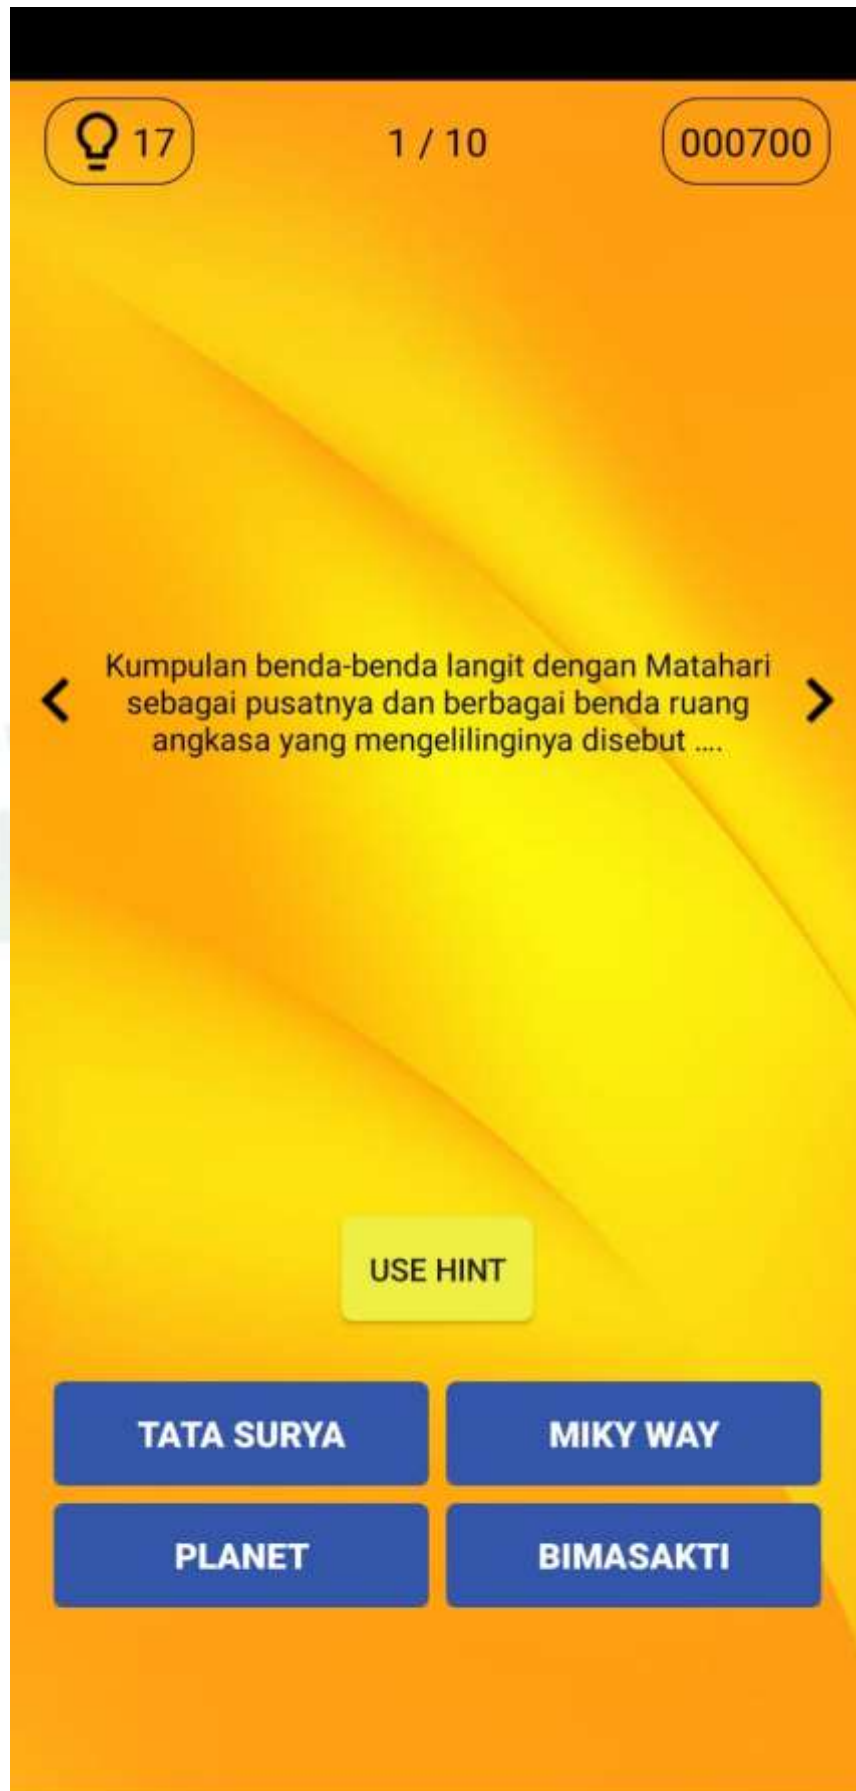 17
1 / 10
000700
Kumpulan benda-benda langit dengan Matahari
sebagai pusatnya dan berbagai benda ruang
angkasa yang mengelilinginya disebut ....
USE HINT
TATA SURYA
MIKY WAY
PLANET
BIMASAKTI